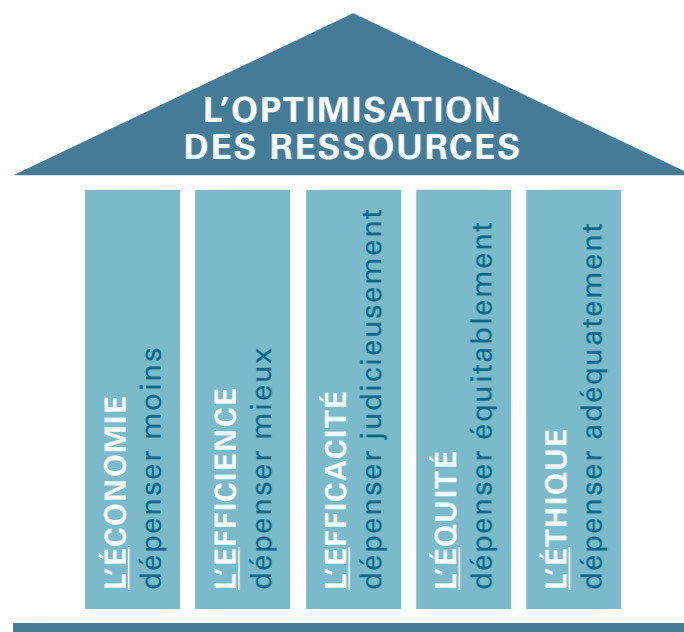 L'OPTIMISATION
DES RESSOURCES
L'ÉCONOMIE
dépenser moins
L'EFFICIENCE
dépenser mieux
L'EFFICACITÉ
dépenser judicieusement
L'ÉQUITÉ
dépenser équitablement
L'ÉTHIQUE
dépenser adéquatement